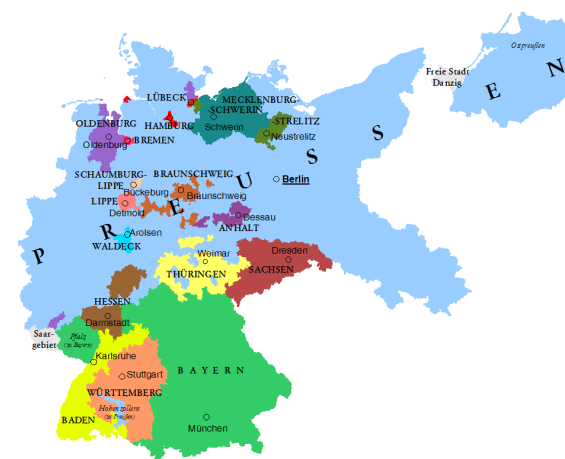 Ostpreußen
Freie Stadt
Danzig
LÜBECK
MECKLENBURG-
-SCHWERIN
Schwerin
-STRELITZ
Neustrelitz
HAMBURG
OLDENBURG
Oldenburg
BREMEN
SCHAUMBURG-
LIPPE
Bückeburg
BRAUNSCHWEIG
Braunschweig
Berlin
LIPPE
Detmold
Dessau
ANHALT
P R E U S S E N
Arolsen
WALDECK
Weimar
THÜRINGEN
Dresden
SACHSEN
HESSEN
Darmstadt
Saar-
gebiet
Pfalz
(zu Bayern)
Karlsruhe
Stuttgart
BAYERN
WÜRTTEMBERG
Hohenzollern
(zu Preußen)
BADEN
München